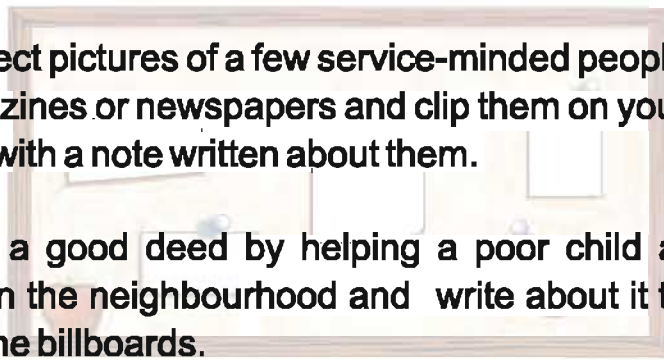 ect pictures of a few service-minded peopl
zines or newspapers and clip them on you
with a note written about them.
a good deed by helping a poor child a
n the neighbourhood and write about it t
ne billboards.